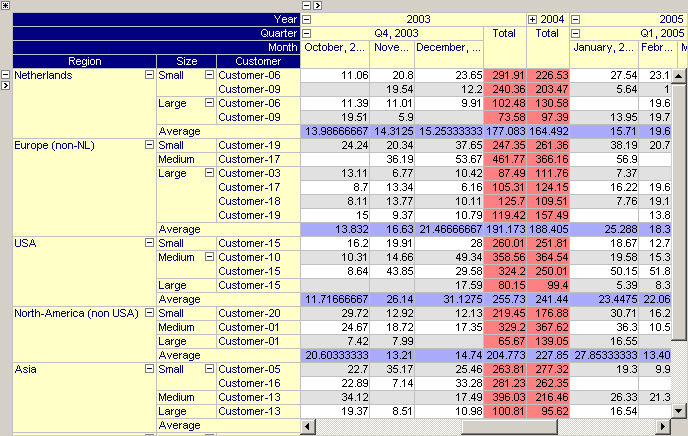 Year 2003 2004 2005
Quarter Q4, 2003 Q1, 2005
Month October, 2... Nove... December, ... Total Total January, 2... Febr... M
Region Size Customer
Netherlands Small Customer-06 11.06 20.8 23.65 291.91 226.53 27.54 23.1
Customer-09 19.54 12.2 240.36 203.47 5.64 1
Large Customer-06 11.39 11.01 9.91 102.48 130.58 19.6
Customer-09 19.51 5.9 73.58 97.39 13.95 19.7
Average 13.98666667 14.3125 15.25333333 177.083 164.492 15.71 19.6
Europe (non-NL) Small Customer-19 24.24 20.34 37.65 247.35 261.36 38.19 20.7
Medium Customer-17 36.19 53.67 461.77 366.16 56.9
Large Customer-03 13.11 6.77 10.42 87.49 111.76 7.37
Customer-17 8.7 13.34 6.16 105.31 124.15 16.22 19.6
Customer-18 8.11 13.77 10.11 125.7 109.51 7.76 19.1
Customer-19 15 9.37 10.79 119.42 157.49 13.8
Average 13.832 16.63 21.46666667 191.173 188.405 25.288 18.3
USA Small Customer-15 16.2 19.91 28 260.01 251.81 18.67 12.7
Medium Customer-10 10.31 14.66 49.34 358.56 364.54 19.58 15.3
Customer-15 8.64 43.85 29.58 324.2 250.01 50.15 51.8
Large Customer-15 17.59 80.15 99.4 5.39 8.3
Average 11.71666667 26.14 31.1275 255.73 241.44 23.4475 22.06
North-America (non USA) Small Customer-20 29.72 12.92 12.13 219.45 176.88 30.71 16.2
Medium Customer-01 24.67 18.72 17.35 329.2 367.62 36.3 10.5
Large Customer-01 7.42 7.99 65.67 139.05 16.55
Average 20.60333333 13.21 14.74 204.773 227.85 27.85333333 13.40
Asia Small Customer-05 22.7 35.17 25.46 263.81 277.32 19.3 9.9
Customer-16 22.89 7.14 33.28 281.23 262.35
Medium Customer-13 34.12 17.49 396.03 216.46 26.33 21.3
Large Customer-13 19.37 8.51 10.98 100.81 95.62 16.54
Average